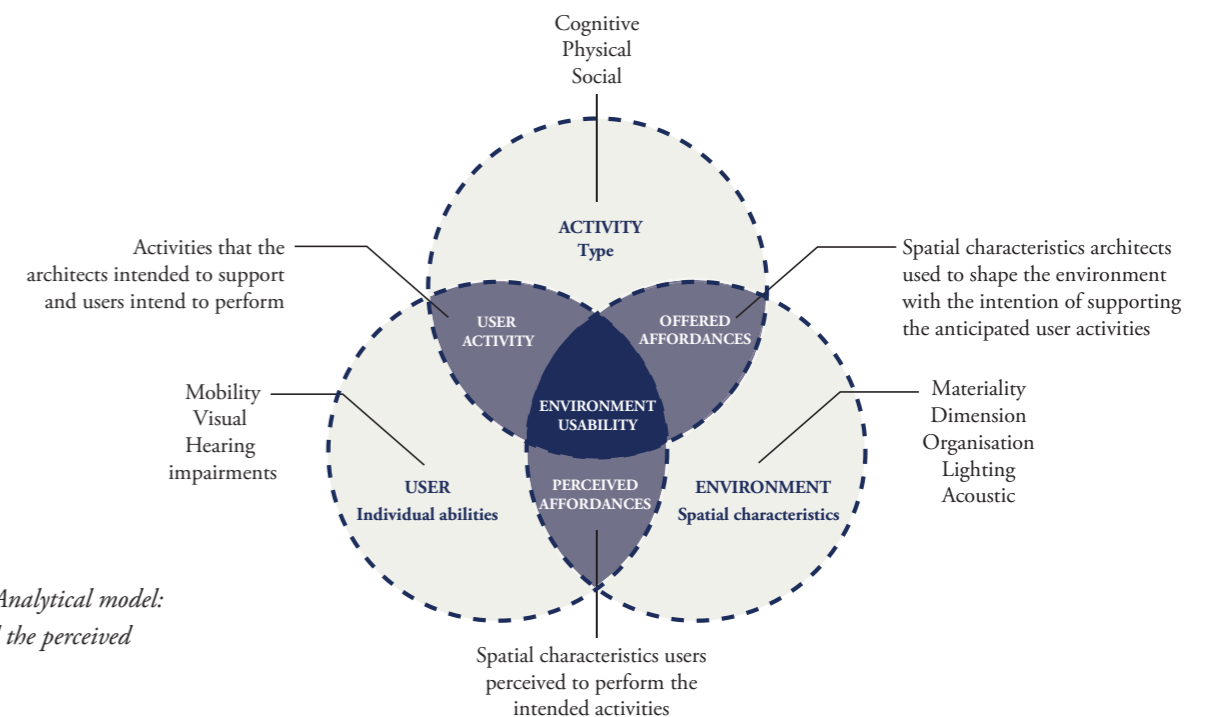 Cognitive
Physical
Social
ACTIVITY
Type
Activities that the
architects intended to support
and users intend to perform
Spatial characteristics architects
used to shape the environment
with the intention of supporting
the anticipated user activities
USER
ACTIVITY
OFFERED
AFFORDANCES
Mobility
Visual
Hearing
impairments
ENVIRONMENT
USABILITY
Materiality
Dimension
Organisation
Lighting
Acoustic
USER
Individual abilities
PERCEIVED
AFFORDANCES
ENVIRONMENT
Spatial characteristics
Analytical model:
the perceived
Spatial characteristics users
perceived to perform the
intended activities